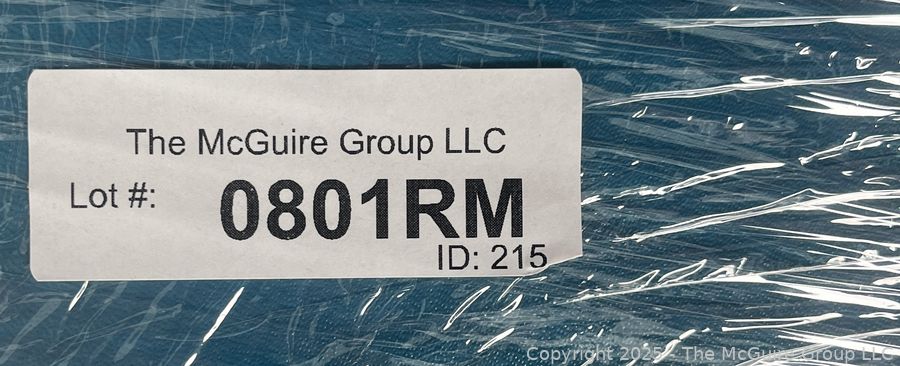 The McGuire Group LLC
Lot #: 0801RM
ID: 215
Copyright 2025 - The McGuire Group LLC